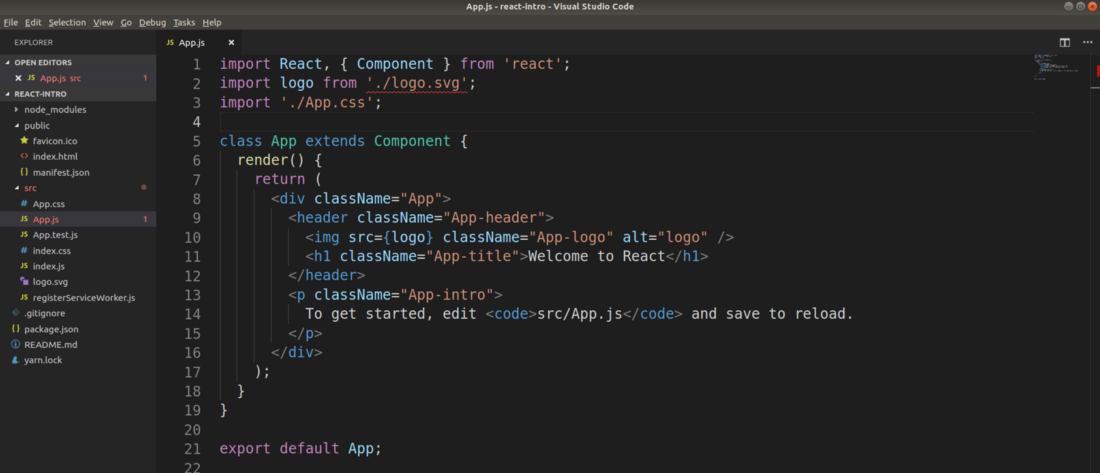 App.js - react-intro - Visual Studio Code
File Edit Selection View Go Debug Tasks Help
EXPLORER
OPEN EDITORS
App.js src 1
REACT-INTRO
node_modules
public
favicon.ico
index.html
manifest.json
src
App.css
App.js 1
App.test.js
index.css
index.js
logo.svg
registerServiceWorker.js
.gitignore
package.json
README.md
yarn.lock
JS App.js
1 import React, { Component } from 'react';
2 import logo from './logo.svg';
3 import './App.css';
4
5 class App extends Component {
6   render() {
7     return (
8       <div className="App">
9         <header className="App-header">
10           <img src={logo} className="App-logo" alt="logo" />
11           <h1 className="App-title">Welcome to React</h1>
12         </header>
13         <p className="App-intro">
14           To get started, edit <code>src/App.js</code> and save to reload.
15         </p>
16       </div>
17     );
18   }
19 }
20
21 export default App;
22